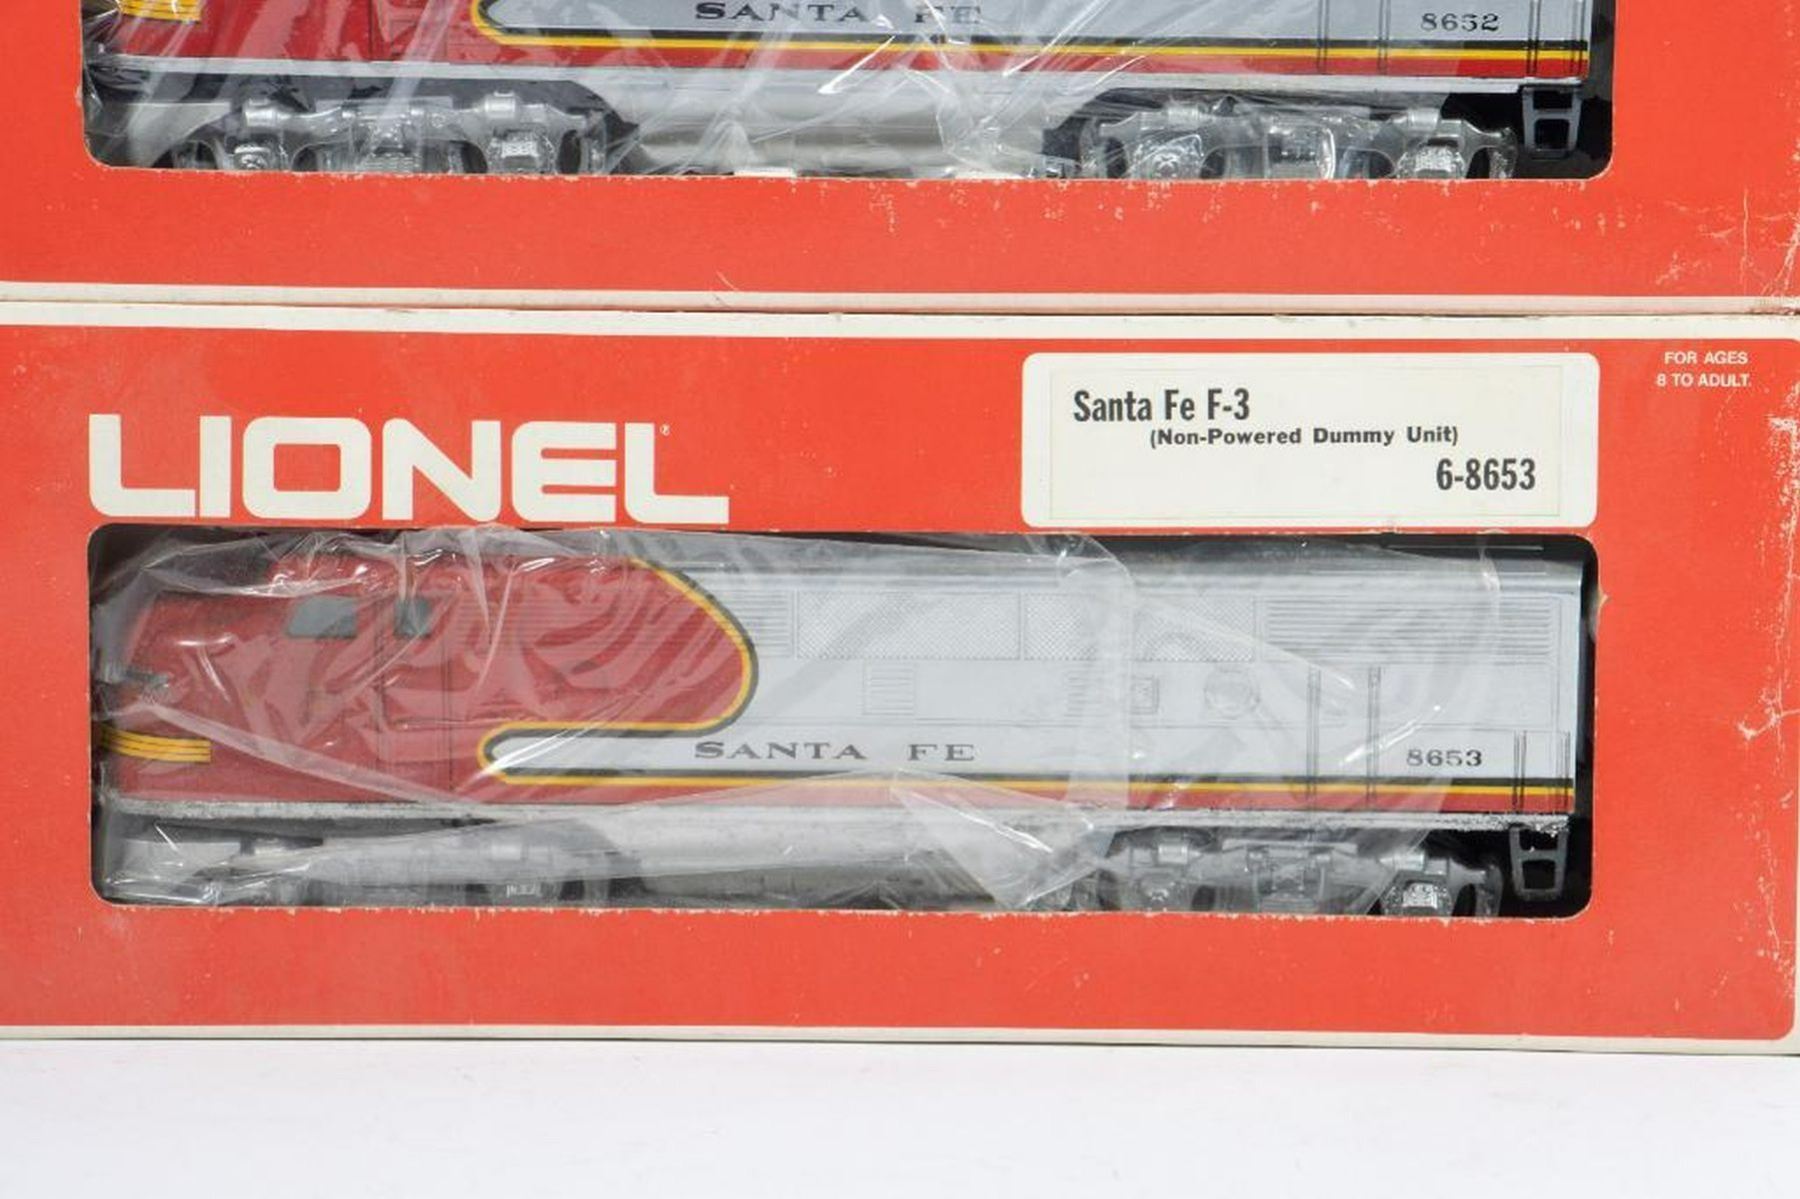 SANTA FE
8652
FOR AGES
8 TO ADULT.
LIONEL®
Santa Fe F-3
(Non-Powered Dummy Unit)
6-8653
SANTA FE
8653